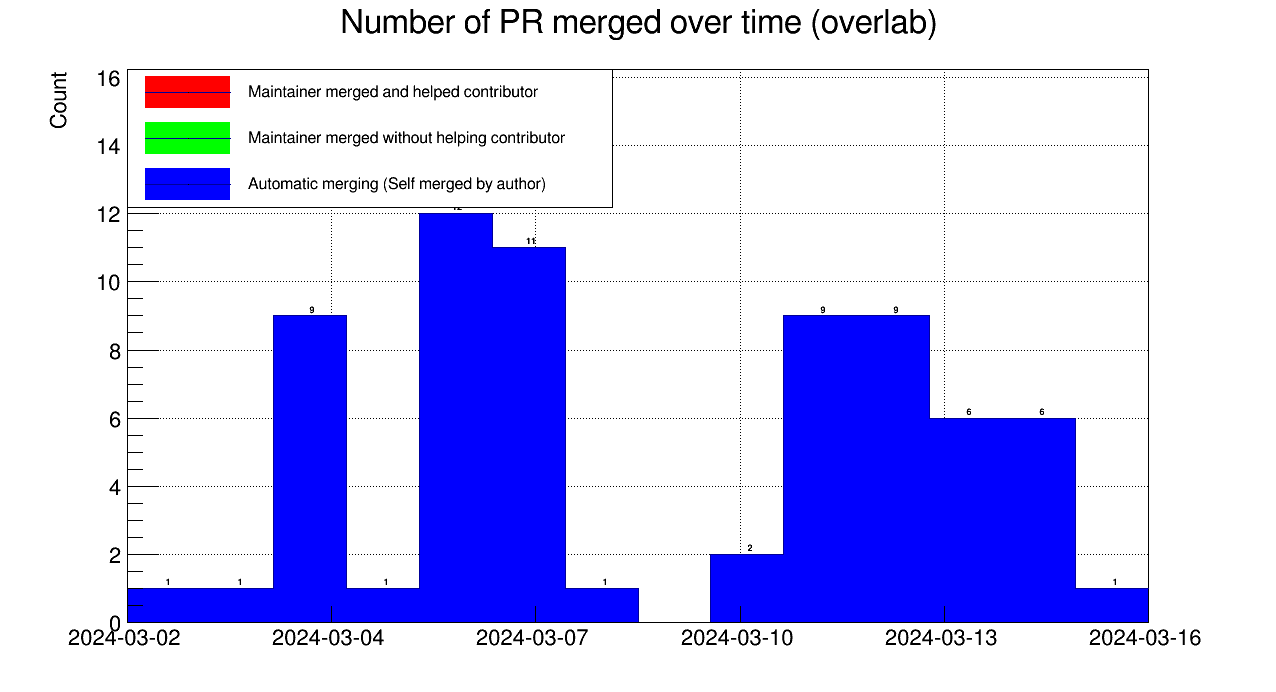 Number of PR merged over time (overlab)
Count
16
14
12
10
8
6
4
2
0
Maintainer merged and helped contributor
Maintainer merged without helping contributor
Automatic merging (Self merged by author)
1 1 9 1 11 1 2 9 9 6 6 1
2024-03-02 2024-03-04 2024-03-07 2024-03-10 2024-03-13 2024-03-16